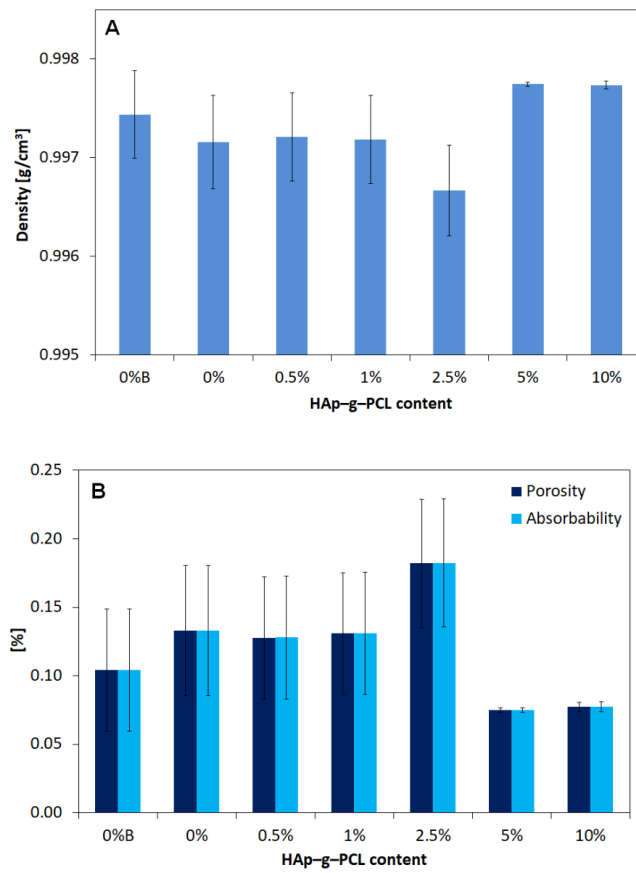 A
0.998
0.997
0.996
0.995
Density [g/cm³]
0%B 0% 0.5% 1% 2.5% 5% 10%
HAp–g–PCL content
B
Porosity
Absorbability
0.25
0.20
0.15
0.10
0.05
0.00
[%]
0%B 0% 0.5% 1% 2.5% 5% 10%
HAp–g–PCL content